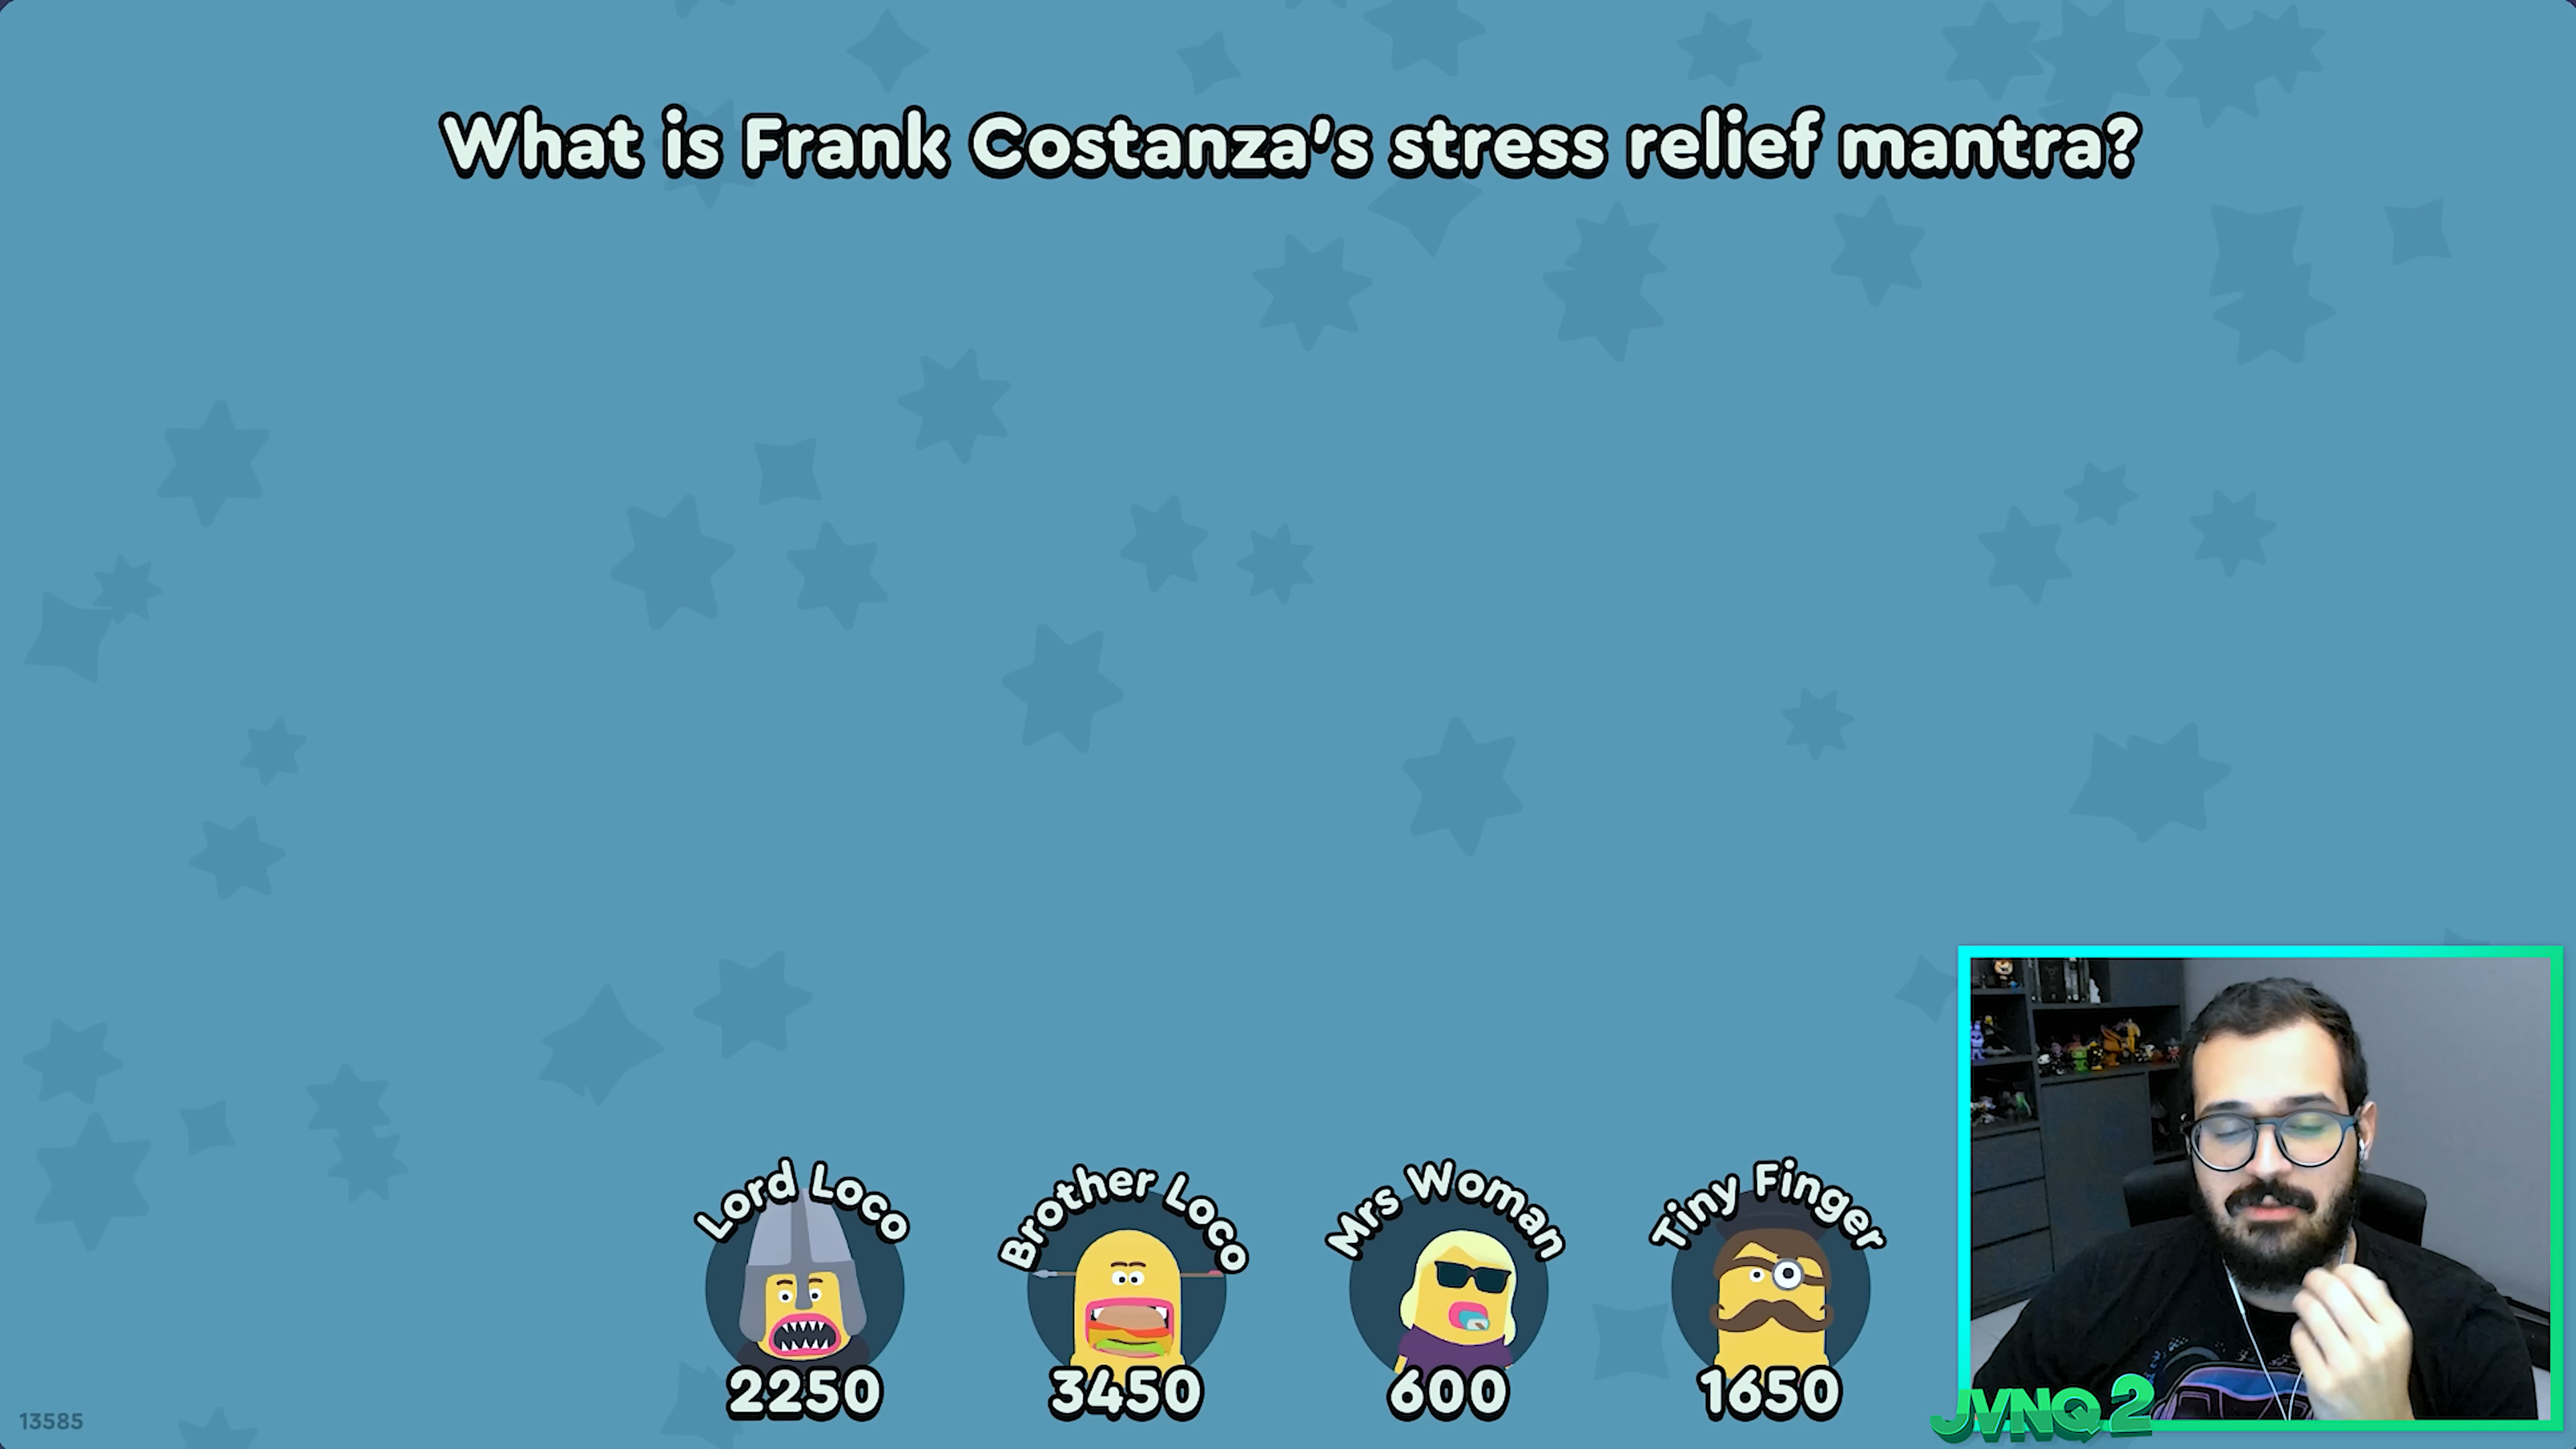 What is Frank Costanza's stress relief mantra?
Lord Loco
Brother Loco
Mrs Woman
Tiny Finger
2250
3450
600
1650
13585
JVNQ 2